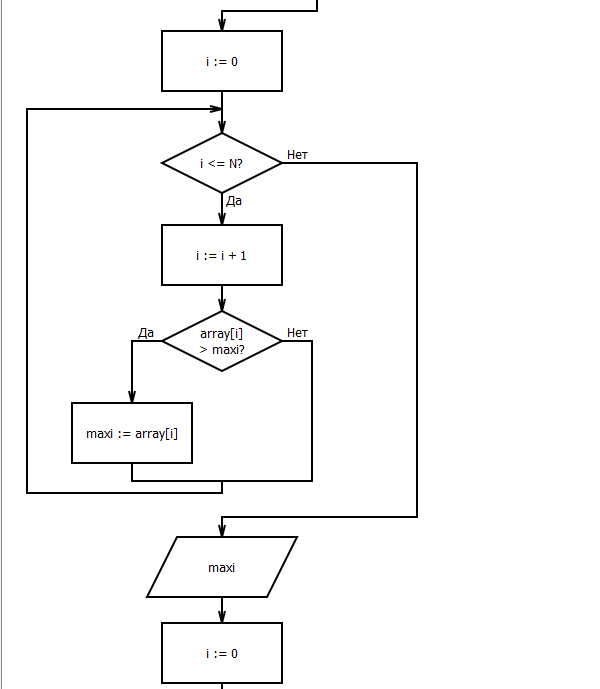 i := 0
i <= N?
Нет
Да
i := i + 1
Да
array[i]
> maxi?
Нет
maxi := array[i]
maxi
i := 0